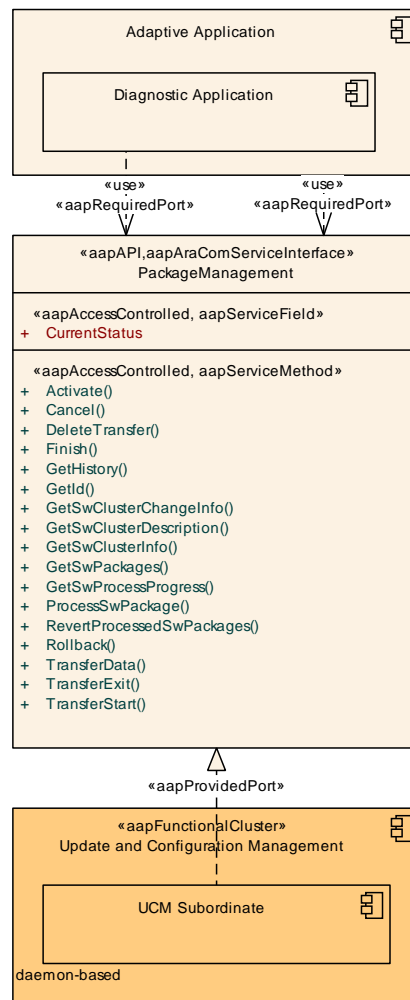 Adaptive Application
Diagnostic Application
«use»
«aapRequiredPort»
«use»
«aapRequiredPort»
«aapAPI,aapAraComServiceInterface»
PackageManagement
«aapAccessControlled, aapServiceField»
+ CurrentStatus
«aapAccessControlled, aapServiceMethod»
+ Activate()
+ Cancel()
+ DeleteTransfer()
+ Finish()
+ GetHistory()
+ GetId()
+ GetSwClusterChangeInfo()
+ GetSwClusterDescription()
+ GetSwClusterInfo()
+ GetSwPackages()
+ GetSwProcessProgress()
+ ProcessSwPackage()
+ RevertProcessedSwPackages()
+ Rollback()
+ TransferData()
+ TransferExit()
+ TransferStart()
«aapProvidedPort»
«aapFunctionalCluster»
Update and Configuration Management
UCM Subordinate
daemon-based